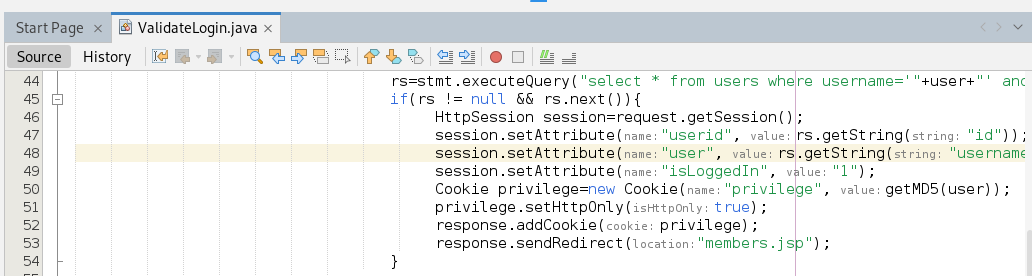 Start Page × ValidateLogin.java ×
Source History
44 rs=stmt.executeQuery("select * from users where username='"+user+"' and
45 if(rs != null && rs.next()){
46 HttpSession session=request.getSession();
47 session.setAttribute(name: "userid", value: rs.getString(string: "id"));
48 session.setAttribute(name: "user", value: rs.getString(string: "username
49 session.setAttribute(name: "isLoggedIn", value: "1");
50 Cookie privilege=new Cookie(name: "privilege", value: getMD5(user));
51 privilege.setHttpOnly(isHttpOnly: true);
52 response.addCookie(cookie: privilege);
53 response.sendRedirect(location: "members.jsp");
54 }